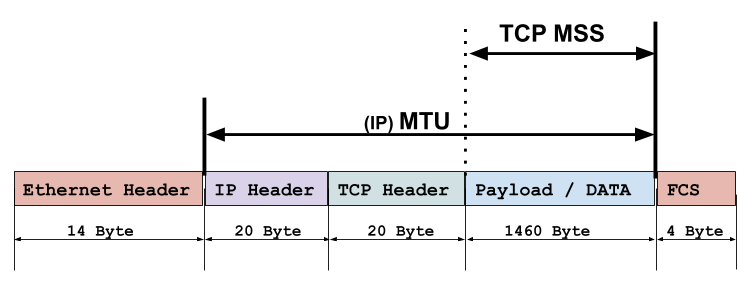 TCP MSS
(IP) MTU
Ethernet Header IP Header TCP Header Payload / DATA FCS
14 Byte 20 Byte 20 Byte 1460 Byte 4 Byte